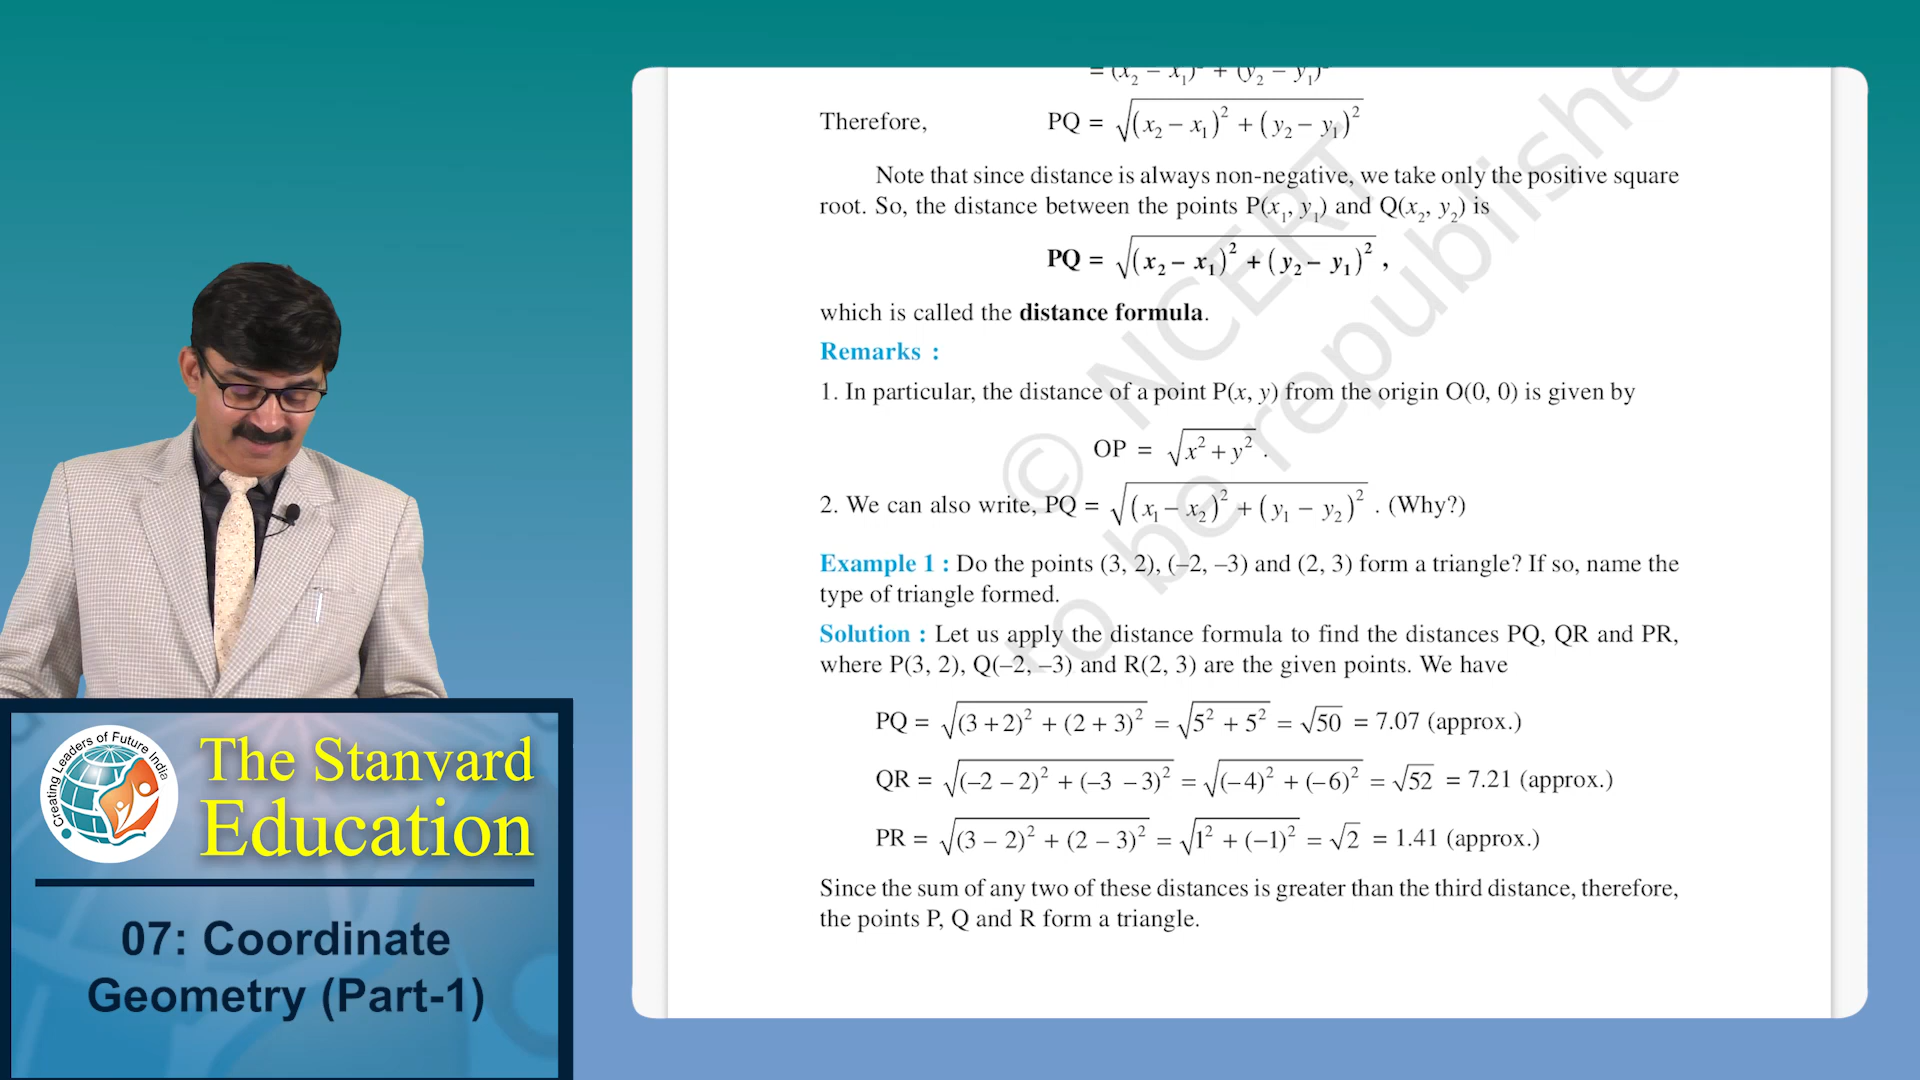 = (x₂ – x₁)² + (y₂ – y₁)²
Therefore, PQ = √((x₂ – x₁)² + (y₂ – y₁)²)
Note that since distance is always non-negative, we take only the positive square
root. So, the distance between the points P(x₁, y₁) and Q(x₂, y₂) is
PQ = √((x₂ – x₁)² + (y₂ – y₁)²) ,
which is called the distance formula.
Remarks :
1. In particular, the distance of a point P(x, y) from the origin O(0, 0) is given by
OP = √(x² + y²) .
2. We can also write, PQ = √((x₁ – x₂)² + (y₁ – y₂)²) . (Why?)
Example 1 : Do the points (3, 2), (–2, –3) and (2, 3) form a triangle? If so, name the
type of triangle formed.
Solution : Let us apply the distance formula to find the distances PQ, QR and PR,
where P(3, 2), Q(–2, –3) and R(2, 3) are the given points. We have
PQ = √((3 + 2)² + (2 + 3)²) = √(5² + 5²) = √50 = 7.07 (approx.)
QR = √((–2 – 2)² + (–3 – 3)²) = √((–4)² + (–6)²) = √52 = 7.21 (approx.)
PR = √((3 – 2)² + (2 – 3)²) = √(1² + (–1)²) = √2 = 1.41 (approx.)
Since the sum of any two of these distances is greater than the third distance, therefore,
the points P, Q and R form a triangle.
© NCERT
to be republishe
Creating Leaders of Future India
The Stanvard
Education
07: Coordinate
Geometry (Part-1)